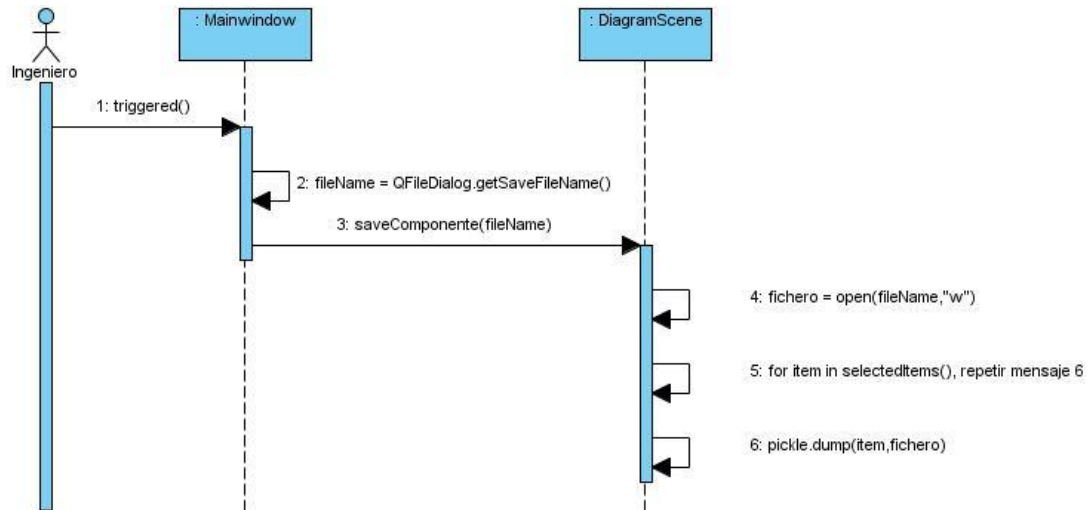 : Mainwindow
: DiagramScene
Ingeniero
1: triggered()
2: fileName = QFileDialog.getSaveFileName()
3: saveComponente(fileName)
4: fichero = open(fileName,"w")
5: for item in selectedItems(), repetir mensaje 6
6: pickle.dump(item,fichero)